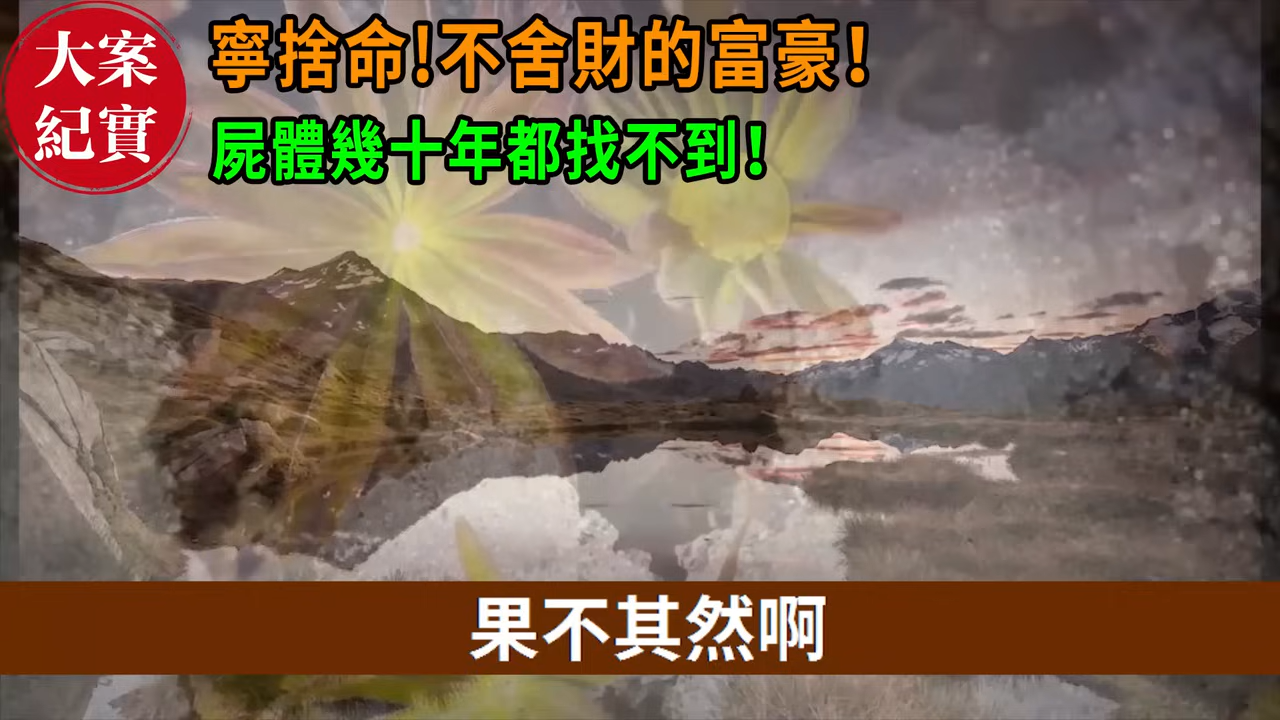 大案
紀實
寧捨命!不舍財的富豪!
屍體幾十年都找不到!
果不其然啊